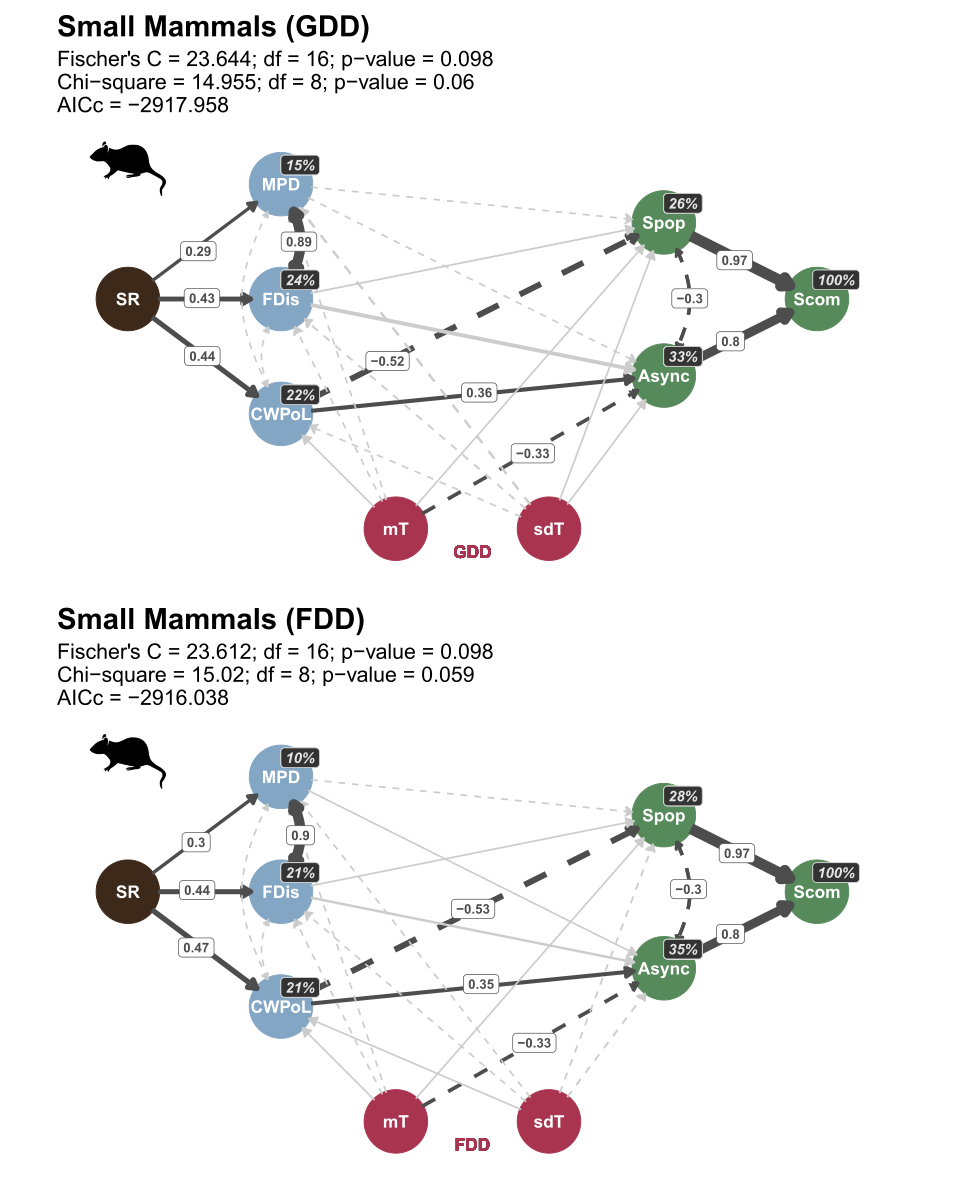 Small Mammals (GDD)
Fischer's C = 23.644; df = 16; p−value = 0.098
Chi−square = 14.955; df = 8; p−value = 0.06
AICc = −2917.958
15%
MPD
26%
Spop
0.29
0.89
0.97
24%
100%
SR
0.43
FDis
−0.3
Scom
0.44
−0.52
0.8
33%
Async
22%
0.36
CWPoL
−0.33
mT
sdT
GDD
Small Mammals (FDD)
Fischer's C = 23.612; df = 16; p−value = 0.098
Chi−square = 15.02; df = 8; p−value = 0.059
AICc = −2916.038
10%
MPD
28%
Spop
0.3
0.9
0.97
21%
100%
SR
0.44
FDis
−0.3
Scom
−0.53
0.47
0.8
35%
Async
21%
0.35
CWPoL
−0.33
mT
sdT
FDD